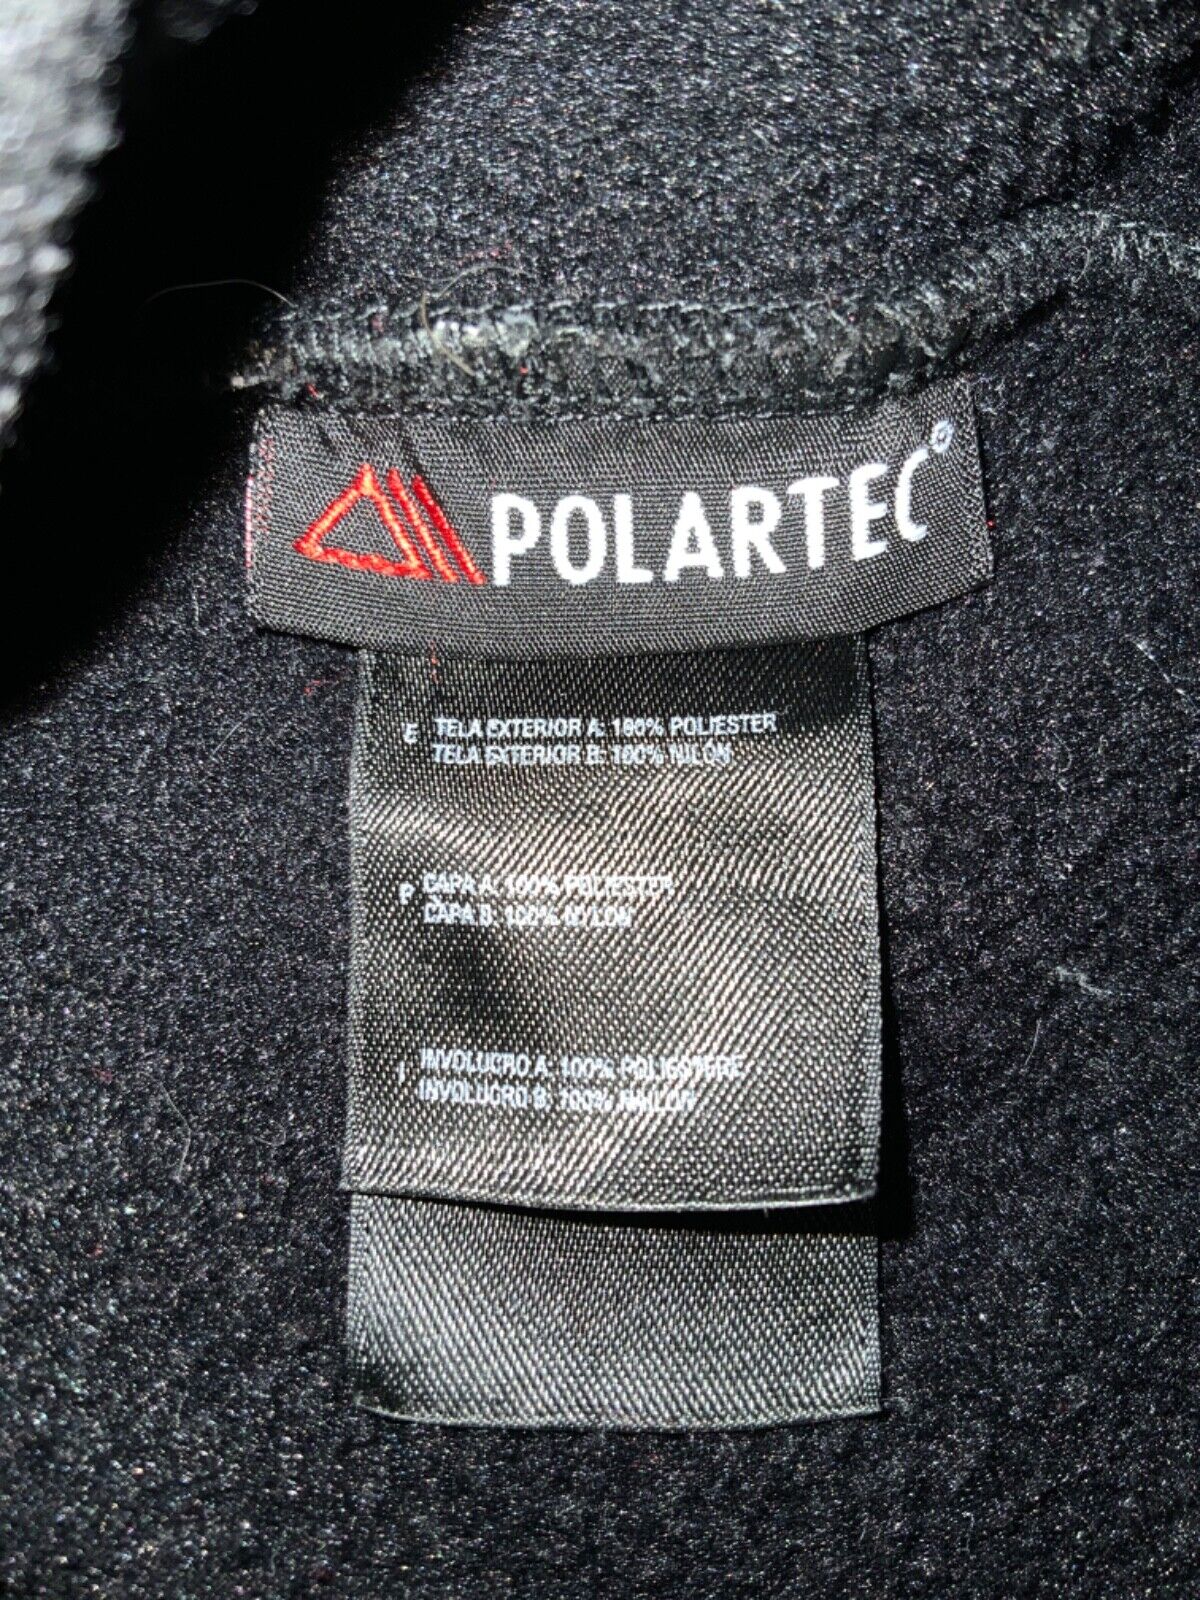 POLARTEC®
E TELA EXTERIOR A: 100% POLIESTER
TELA EXTERIOR B: 100% NILON
P CAPA A: 100% POLIESTER
CAPA B: 100% NYLON
I INVOLUCRO A: 100% POLIESTERE
INVOLUCRO B: 100% NAILON